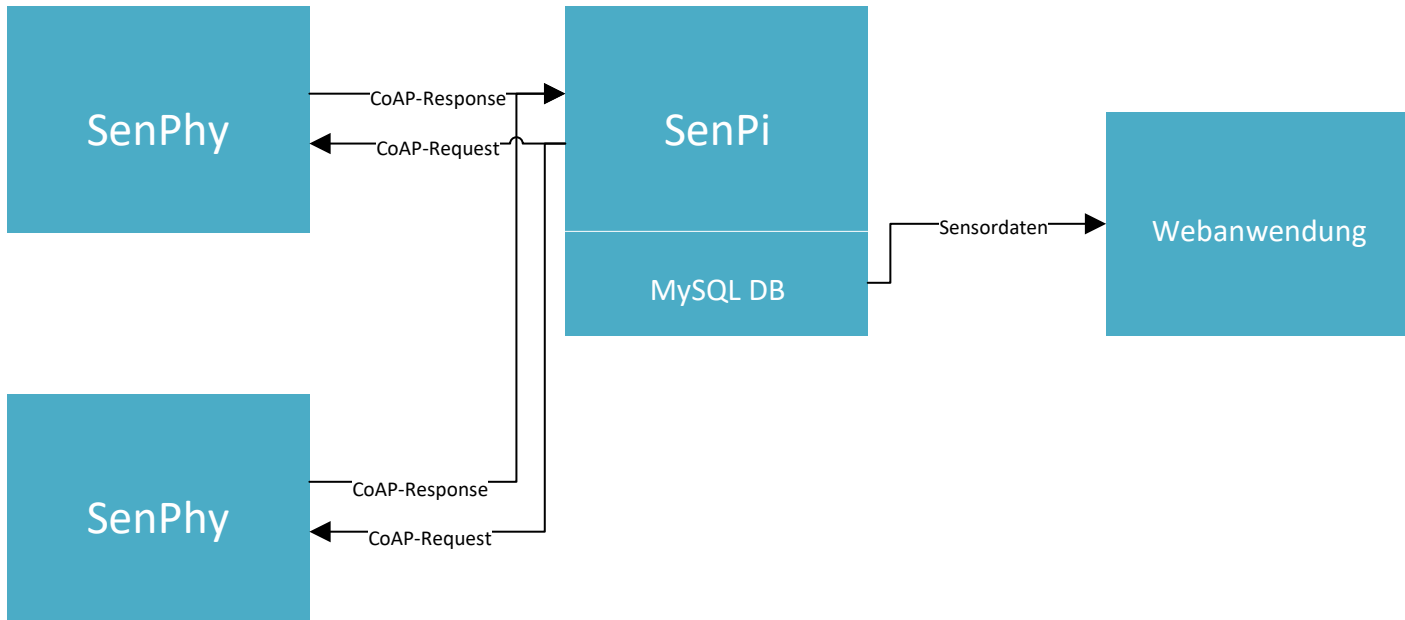 SenPhy
CoAP-Response
CoAP-Request
SenPi
MySQL DB
Sensordaten
Webanwendung
SenPhy
CoAP-Response
CoAP-Request